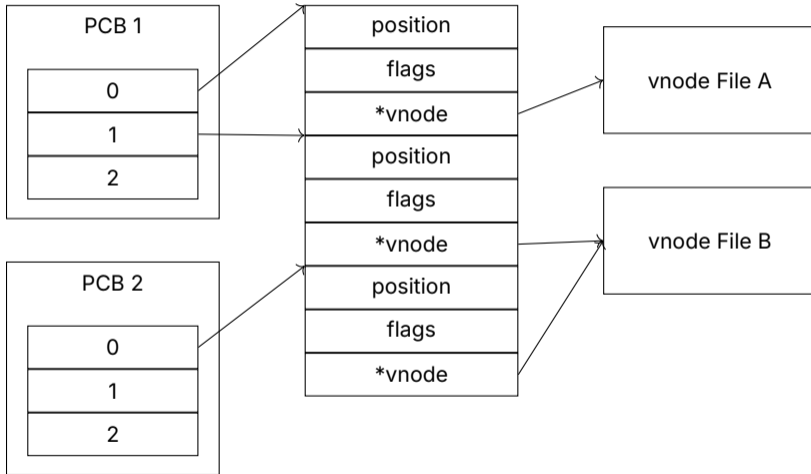 PCB 1
0
1
2
PCB 2
0
1
2
position
flags
*vnode
position
flags
*vnode
position
flags
*vnode
vnode File A
vnode File B